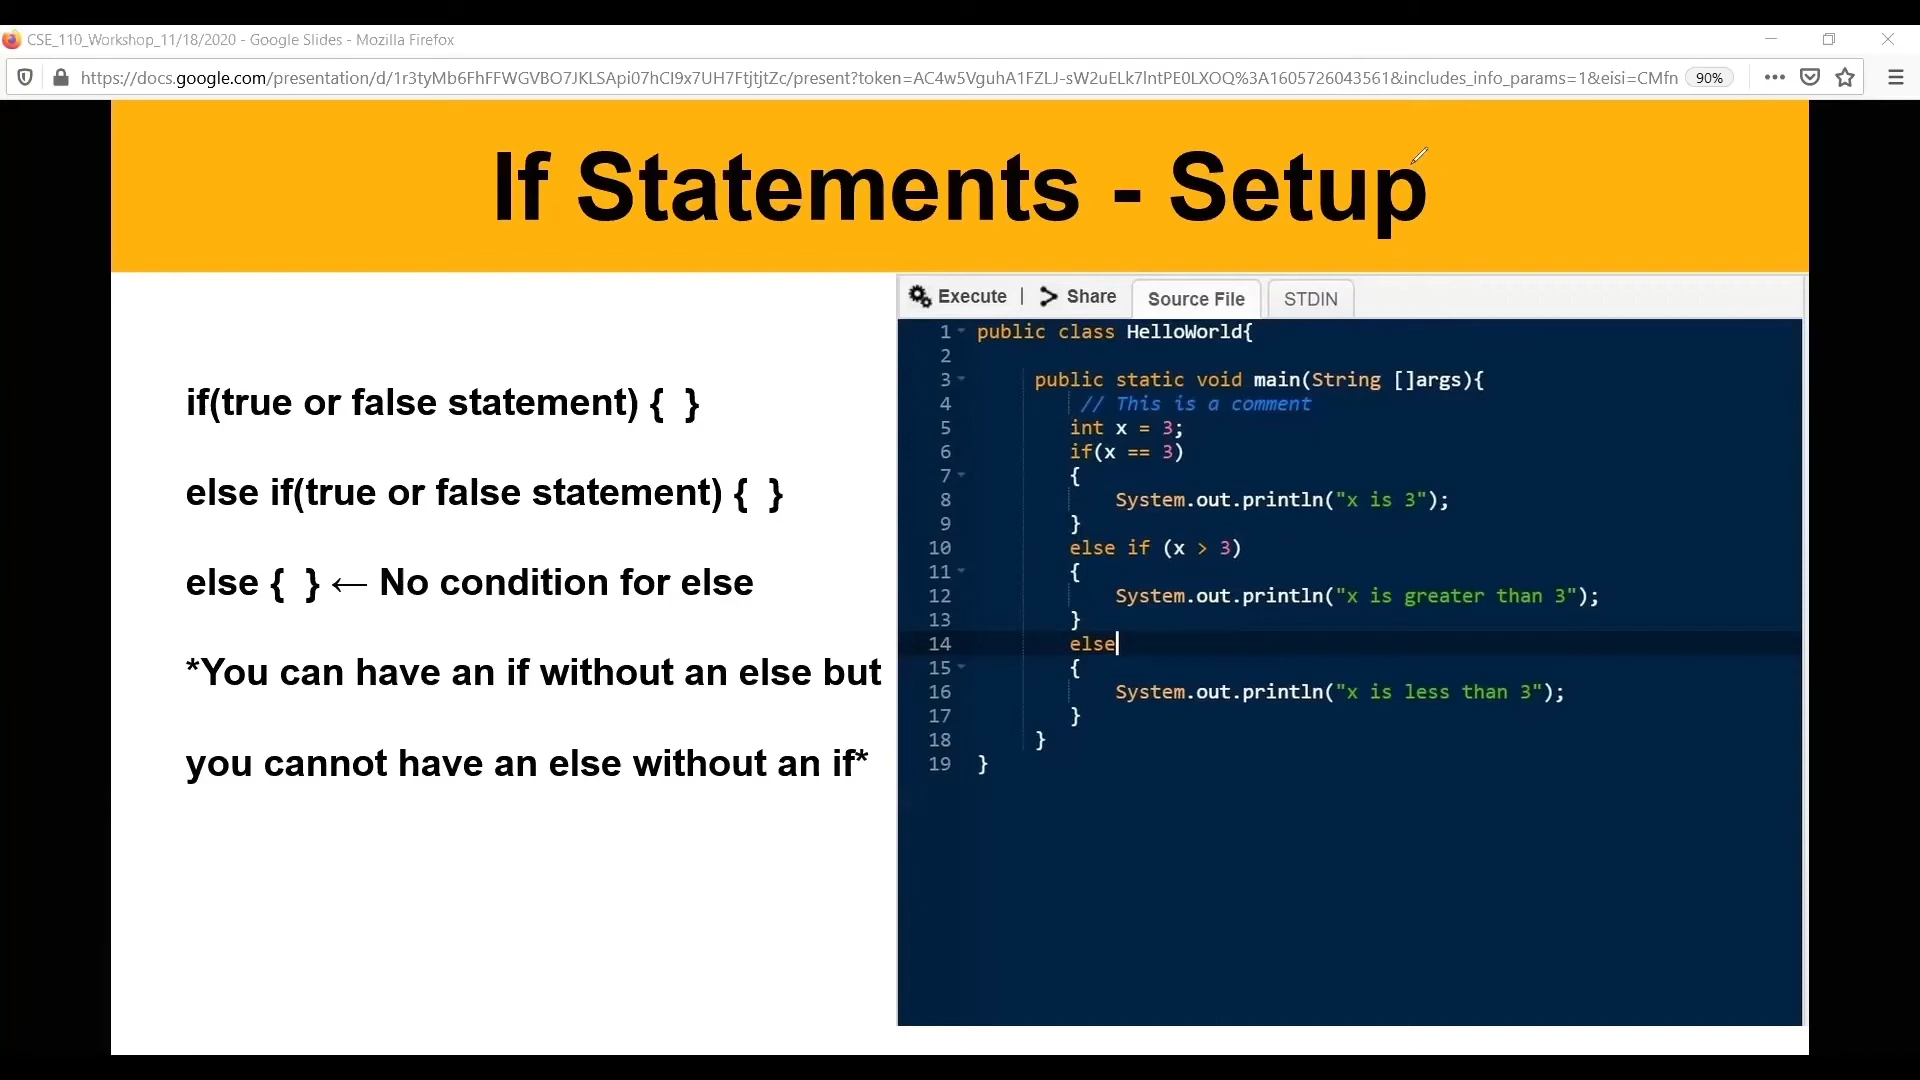 CSE_110_Workshop_11/18/2020 - Google Slides - Mozilla Firefox
https://docs.google.com/presentation/d/1r3tyMb6FhFFWGVBO7JKLSApi07hCI9x7UH7FtjtjtZc/present?token=AC4w5VguhA1FZLJ-sW2uELk7lntPE0LXOQ%3A1605726043561&includes_info_params=1&eisi=CMfn 90%
If Statements - Setup
if(true or false statement) {  }
else if(true or false statement) {  }
else {  } ← No condition for else
*You can have an if without an else but
you cannot have an else without an if*
Execute | Share Source File STDIN
1 public class HelloWorld{
2
3 public static void main(String []args){
4 // This is a comment
5 int x = 3;
6 if(x == 3)
7 {
8 System.out.println("x is 3");
9 }
10 else if (x > 3)
11 {
12 System.out.println("x is greater than 3");
13 }
14 else
15 {
16 System.out.println("x is less than 3");
17 }
18 }
19 }